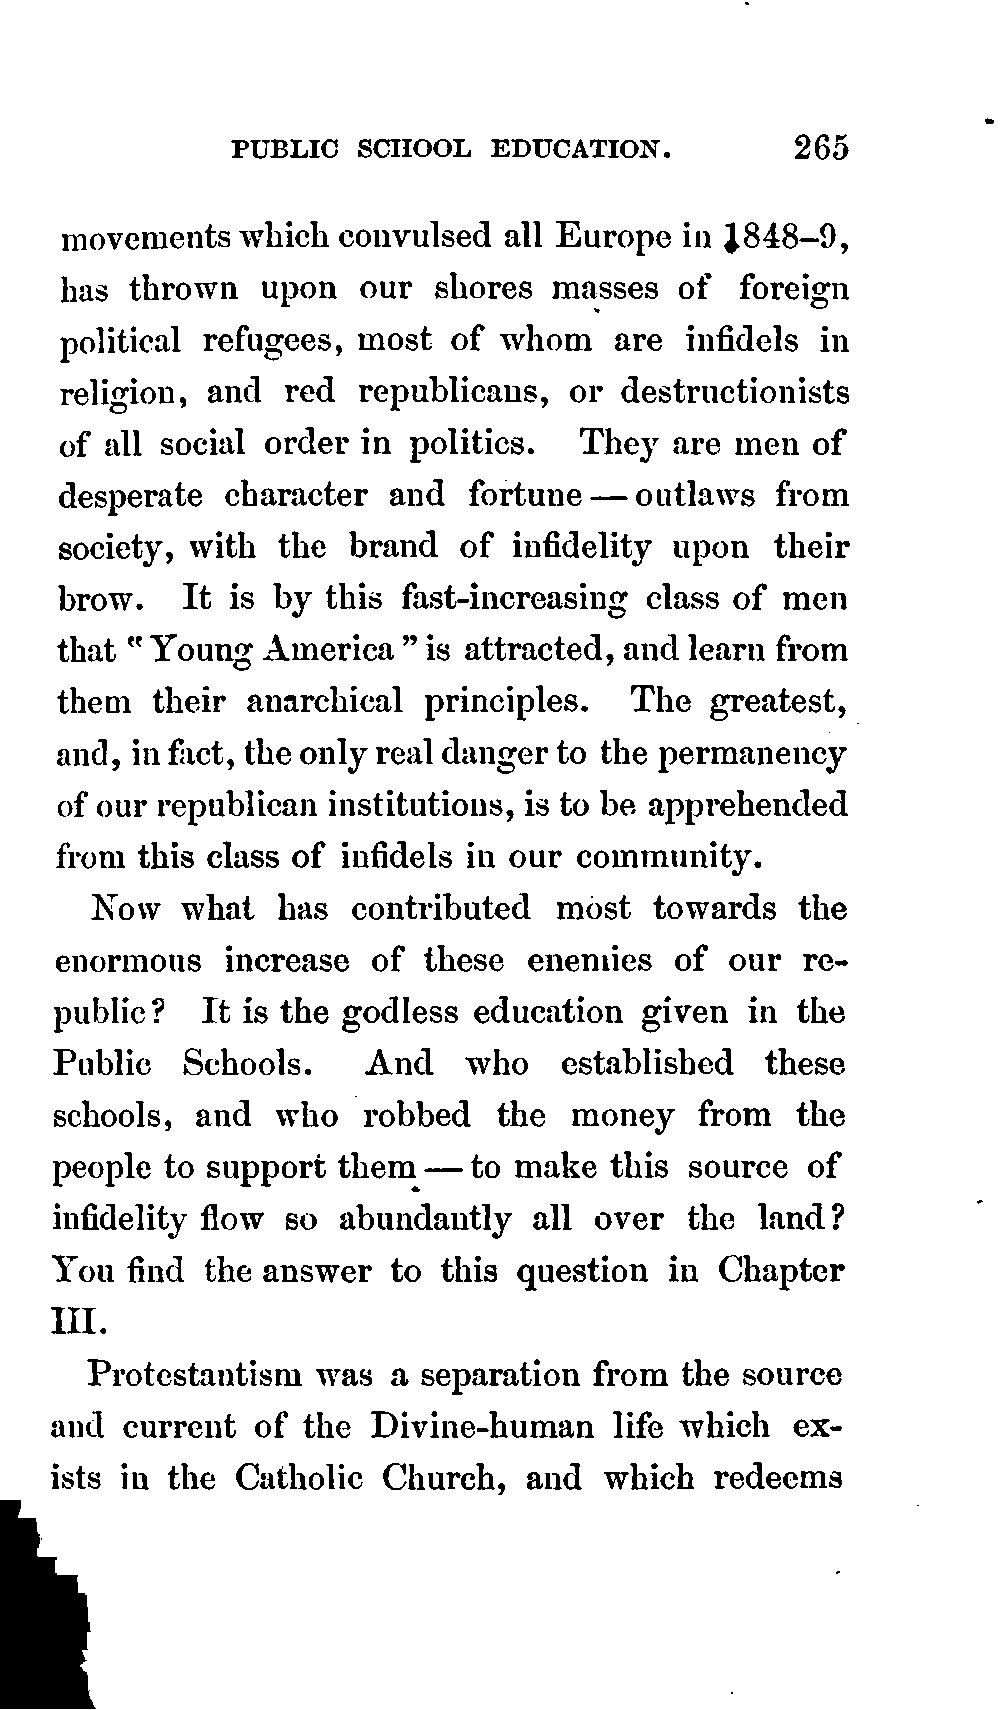 PUBLIC SCHOOL EDUCATION. 265
movements which convulsed all Europe in 1848–9,
has thrown upon our shores masses of foreign
political refugees, most of whom are infidels in
religion, and red republicans, or destructionists
of all social order in politics. They are men of
desperate character and fortune — outlaws from
society, with the brand of infidelity upon their
brow. It is by this fast-increasing class of men
that “Young America” is attracted, and learn from
them their anarchical principles. The greatest,
and, in fact, the only real danger to the permanency
of our republican institutions, is to be apprehended
from this class of infidels in our community.
Now what has contributed most towards the
enormous increase of these enemies of our re-
public? It is the godless education given in the
Public Schools. And who established these
schools, and who robbed the money from the
people to support them — to make this source of
infidelity flow so abundantly all over the land?
You find the answer to this question in Chapter
III.
Protestantism was a separation from the source
and current of the Divine-human life which ex-
ists in the Catholic Church, and which redeems